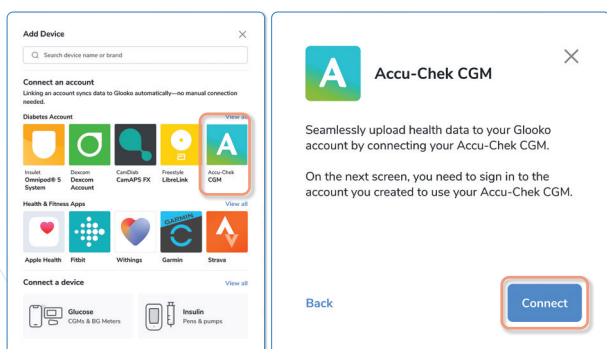 Add Device
Search device name or brand
Connect an account
Linking an account syncs data to Glooko automatically—no manual connection
needed.
Diabetes Account
View all
Insulet
Omnipod® 5
System
Dexcom
Dexcom
Account
CamDiab
CamAPS FX
Freestyle
LibreLink
A
Accu-Chek
CGM
Health & Fitness Apps
View all
GARMIN
Apple Health
Fitbit
Withings
Garmin
Strava
Connect a device
View all
Glucose
CGMs & BG Meters
Insulin
Pens & pumps
A
Accu-Chek CGM
Seamlessly upload health data to your Glooko
account by connecting your Accu-Chek CGM.
On the next screen, you need to sign in to the
account you created to use your Accu-Chek CGM.
Back
Connect